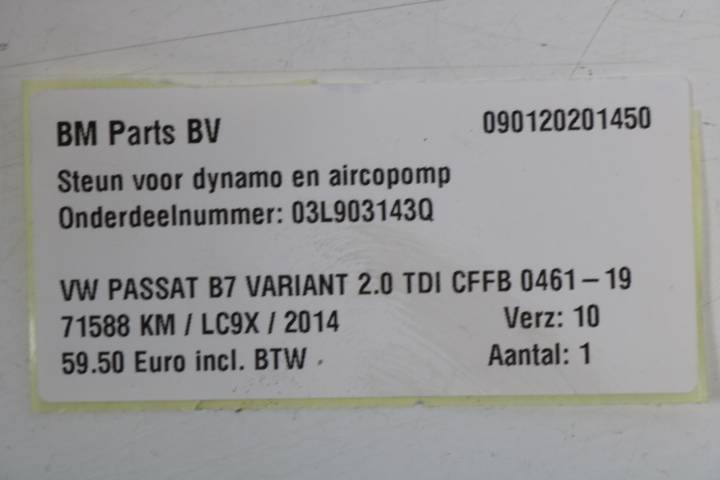 BM Parts BV 090120201450
Steun voor dynamo en aircopomp
Onderdeelnummer: 03L903143Q
VW PASSAT B7 VARIANT 2.0 TDI CFFB 0461-19
71588 KM / LC9X / 2014 Verz: 10
59.50 Euro incl. BTW Aantal: 1